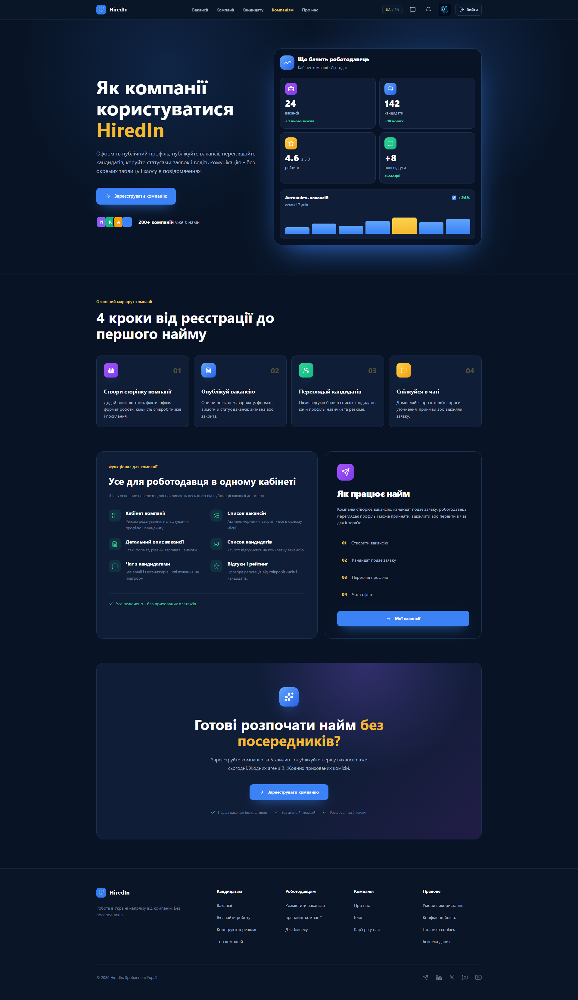 HiredIn
Вакансії
Компанії
Кандидату
Компаніям
Про нас
UA / EN
Вийти
Як компанії
користуватися
HiredIn
Оформіть публічний профіль, публікуйте вакансії, переглядайте
кандидатів, керуйте статусами заявок і ведіть комунікацію - без
окремих таблиць і хаосу в повідомленнях.
Зареєструвати компанію
N R A +
200+ компаній уже з нами
Що бачить роботодавець
Кабінет компанії · Сьогодні
24
вакансії
+3 цього тижня
142
кандидати
+18 нових
4.6 з 5.0
рейтинг
+8
нові відгуки
сьогодні
Активність вакансій
+24%
останні 7 днів
Основний маршрут компанії
4 кроки від реєстрації до
першого найму
01
Створи сторінку компанії
Додай опис, логотип, факти, офіси,
формат роботи, кількість співробітників
і посилання.
02
Опублікуй вакансію
Опиши роль, стек, зарплату, формат,
вимоги й статус вакансії: активна або
закрита.
03
Переглядай кандидатів
Після відгуків бачиш список кандидатів,
їхній профіль, навички та резюме.
04
Спілкуйся в чаті
Домовляйся про інтерв'ю, проси
уточнення, приймай або відхиляй
заявку.
Функціонал для компанії
Усе для роботодавця в одному кабінеті
Шість основних поверхонь, які покривають весь шлях від публікації вакансії до офера.
Кабінет компанії
Режим редагування, налаштування
профілю і брендингу.
Список вакансій
Активні, чернетки, закриті - все в одному
місці.
Детальний опис вакансії
Стек, формат, рівень, зарплата і вимоги.
Список кандидатів
Усі, хто відгукнувся на конкретну вакансію.
Чат з кандидатами
Без email і месенджерів - спілкування на
платформі.
Відгуки і рейтинг
Прозора репутація від співробітників і
кандидатів.
Усе включено - без прихованих платежів
Як працює найм
Компанія створює вакансію, кандидат подає заявку, роботодавець
переглядає профіль і може прийняти, відхилити або перейти в чат
для інтерв'ю.
01 Створити вакансію
02 Кандидат подає заявку
03 Перегляд профілю
04 Чат і офер
Мої вакансії
Готові розпочати найм без
посередників?
Зареєструйте компанію за 5 хвилин і опублікуйте першу вакансію вже
сьогодні. Жодних агенцій. Жодних прихованих комісій.
Зареєструвати компанію
Перша вакансія безкоштовно
Без агенцій і комісій
Реєстрація за 5 хвилин
HiredIn
Робота в Україні напряму від компаній. Без
посередників.
Кандидатам
Вакансії
Як знайти роботу
Конструктор резюме
Топ компаній
Роботодавцям
Розмістити вакансію
Брендинг компанії
Для бізнесу
Компанія
Про нас
Блог
Кар'єра у нас
Правове
Умови використання
Конфіденційність
Політика cookies
Безпека даних
© 2026 HiredIn. Зроблено в Україні.